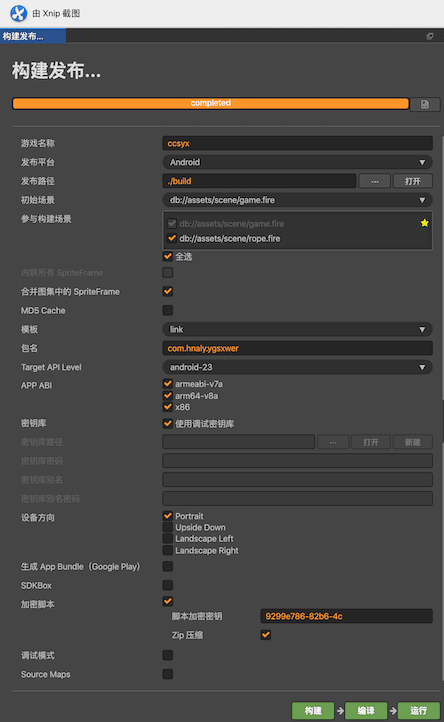 由 Xnip 截图
构建发布...
构建发布...
completed
游戏名称 ccsyx
发布平台 Android
发布路径 ./build ... 打开
初始场景 db://assets/scene/game.fire
参与构建场景 db://assets/scene/game.fire
db://assets/scene/rope.fire
全选
内联所有 SpriteFrame
合并图集中的 SpriteFrame
MD5 Cache
模板 link
包名 com.hnaly.ygsxwer
Target API Level android-23
APP ABI armeabi-v7a
arm64-v8a
x86
密钥库 使用调试密钥库
密钥库路径 ... 打开 新建
密钥库密码
密钥库别名
密钥库别名密码
设备方向 Portrait
Upside Down
Landscape Left
Landscape Right
生成 App Bundle（Google Play）
SDKBox
加密脚本
脚本加密密钥 9299e786-82b6-4c
Zip 压缩
调试模式
Source Maps
构建 编译 运行